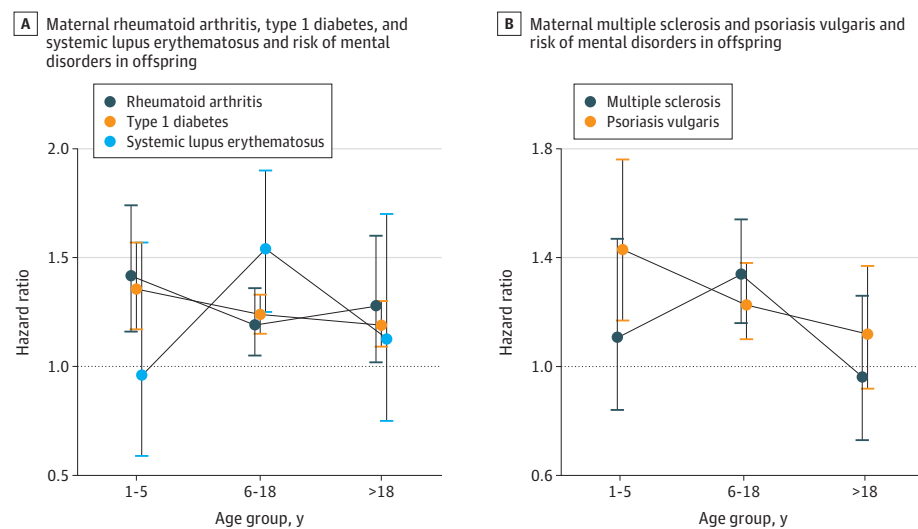 A Maternal rheumatoid arthritis, type 1 diabetes, and
systemic lupus erythematosus and risk of mental
disorders in offspring
Rheumatoid arthritis
Type 1 diabetes
Systemic lupus erythematosus
2.0
1.5
1.0
0.5
Hazard ratio
1-5
6-18
>18
Age group, y
B Maternal multiple sclerosis and psoriasis vulgaris and
risk of mental disorders in offspring
Multiple sclerosis
Psoriasis vulgaris
1.8
1.4
1.0
0.6
Hazard ratio
1-5
6-18
>18
Age group, y